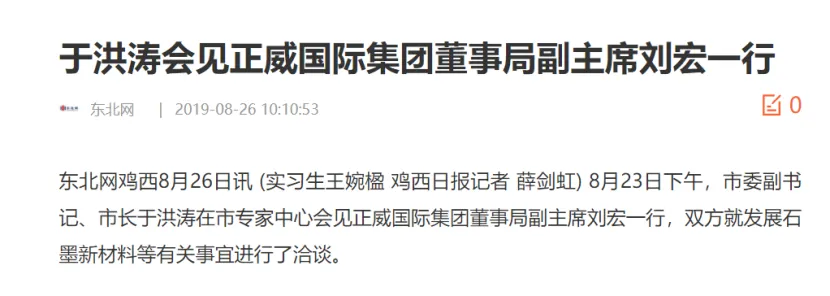 于洪涛会见正威国际集团董事局副主席刘宏一行
东北网 | 2019-08-26 10:10:53
0
东北网鸡西8月26日讯 (实习生王婉楹 鸡西日报记者 薛剑虹) 8月23日下午，市委副书
记、市长于洪涛在市专家中心会见正威国际集团董事局副主席刘宏一行，双方就发展石
墨新材料等有关事宜进行了洽谈。